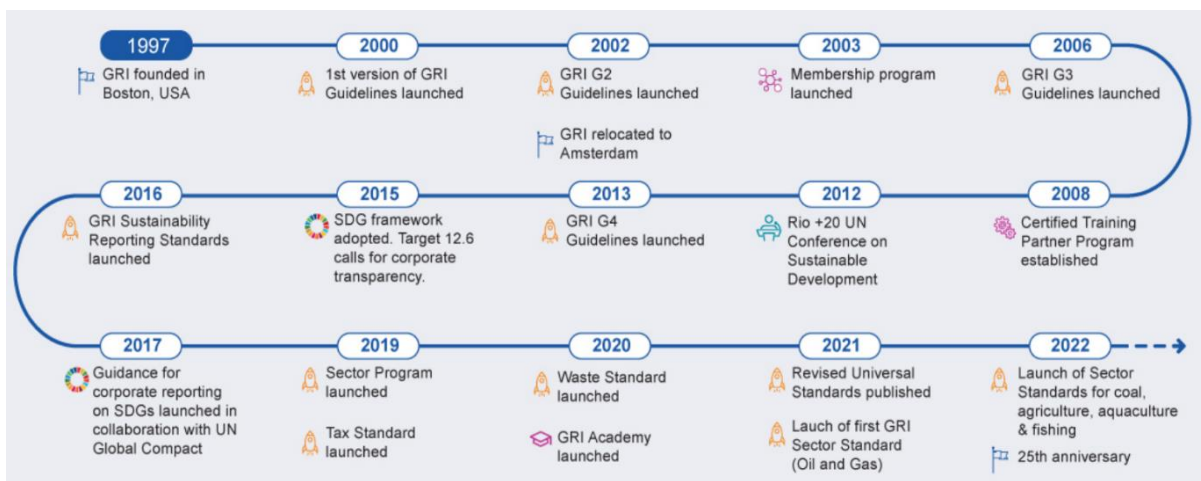 1997
GRI founded in
Boston, USA
2000
1st version of GRI
Guidelines launched
2002
GRI G2
Guidelines launched
GRI relocated to
Amsterdam
2003
Membership program
launched
2006
GRI G3
Guidelines launched
2008
Certified Training
Partner Program
established
2012
Rio +20 UN
Conference on
Sustainable
Development
2013
GRI G4
Guidelines launched
2015
SDG framework
adopted. Target 12.6
calls for corporate
transparency.
2016
GRI Sustainability
Reporting Standards
launched
2017
Guidance for
corporate reporting
on SDGs launched in
collaboration with UN
Global Compact
2019
Sector Program
launched
Tax Standard
launched
2020
Waste Standard
launched
GRI Academy
launched
2021
Revised Universal
Standards published
Lauch of first GRI
Sector Standard
(Oil and Gas)
2022
Launch of Sector
Standards for coal,
agriculture, aquaculture
& fishing
25th anniversary